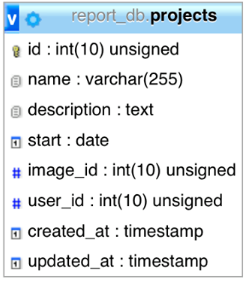 v report_db.projects
id : int(10) unsigned
name : varchar(255)
description : text
start : date
# image_id : int(10) unsigned
# user_id : int(10) unsigned
created_at : timestamp
updated_at : timestamp